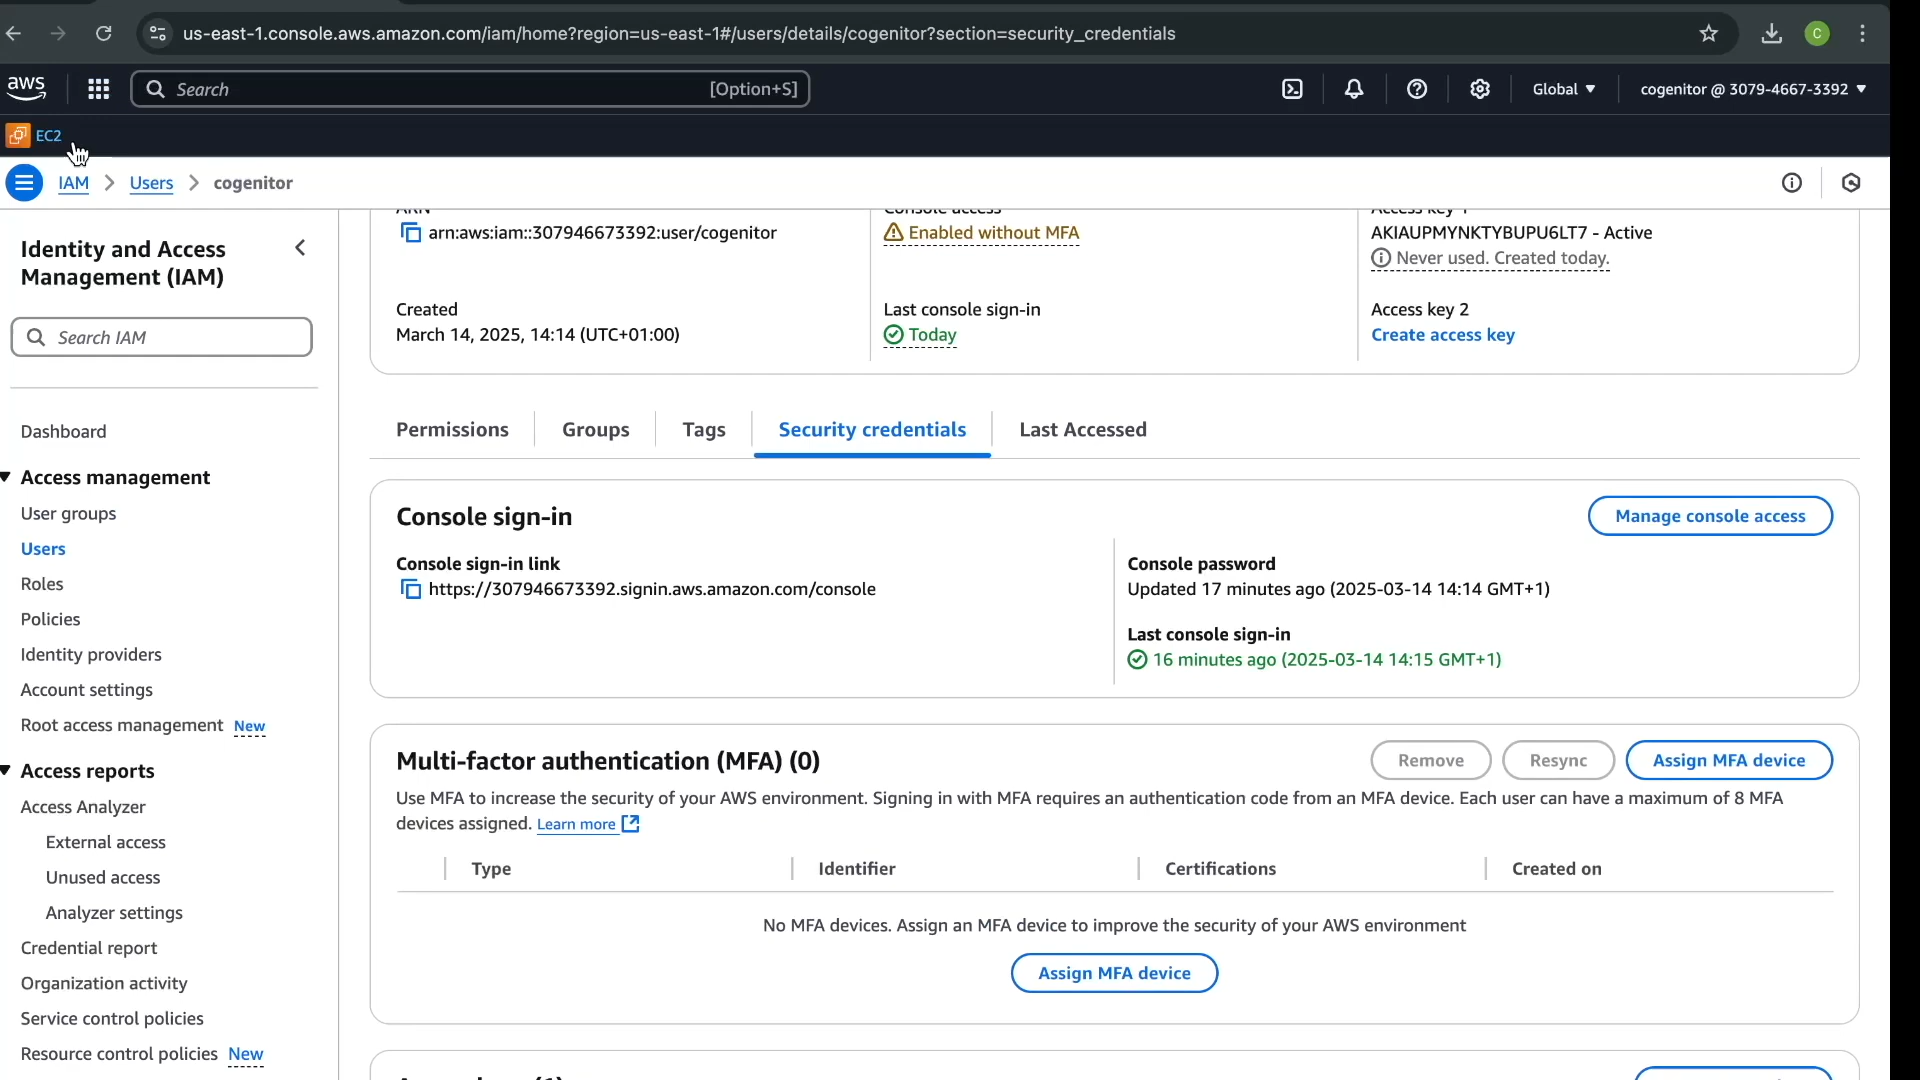 us-east-1.console.aws.amazon.com/iam/home?region=us-east-1#/users/details/cogenitor?section=security_credentials
C
aws
Search
[Option+S]
Global
cogenitor @ 3079-4667-3392
EC2
IAM
Users
cogenitor
Identity and Access
Management (IAM)
Search IAM
Dashboard
Access management
User groups
Users
Roles
Policies
Identity providers
Account settings
Root access management New
Access reports
Access Analyzer
External access
Unused access
Analyzer settings
Credential report
Organization activity
Service control policies
Resource control policies New
ARN
arn:aws:iam::307946673392:user/cogenitor
Console access
Enabled without MFA
Access key 1
AKIAUPMYNKTYBUPU6LT7 - Active
Never used. Created today.
Created
March 14, 2025, 14:14 (UTC+01:00)
Last console sign-in
Today
Access key 2
Create access key
Permissions
Groups
Tags
Security credentials
Last Accessed
Console sign-in
Manage console access
Console sign-in link
https://307946673392.signin.aws.amazon.com/console
Console password
Updated 17 minutes ago (2025-03-14 14:14 GMT+1)
Last console sign-in
16 minutes ago (2025-03-14 14:15 GMT+1)
Multi-factor authentication (MFA) (0)
Remove
Resync
Assign MFA device
Use MFA to increase the security of your AWS environment. Signing in with MFA requires an authentication code from an MFA device. Each user can have a maximum of 8 MFA
devices assigned. Learn more
Type
Identifier
Certifications
Created on
No MFA devices. Assign an MFA device to improve the security of your AWS environment
Assign MFA device